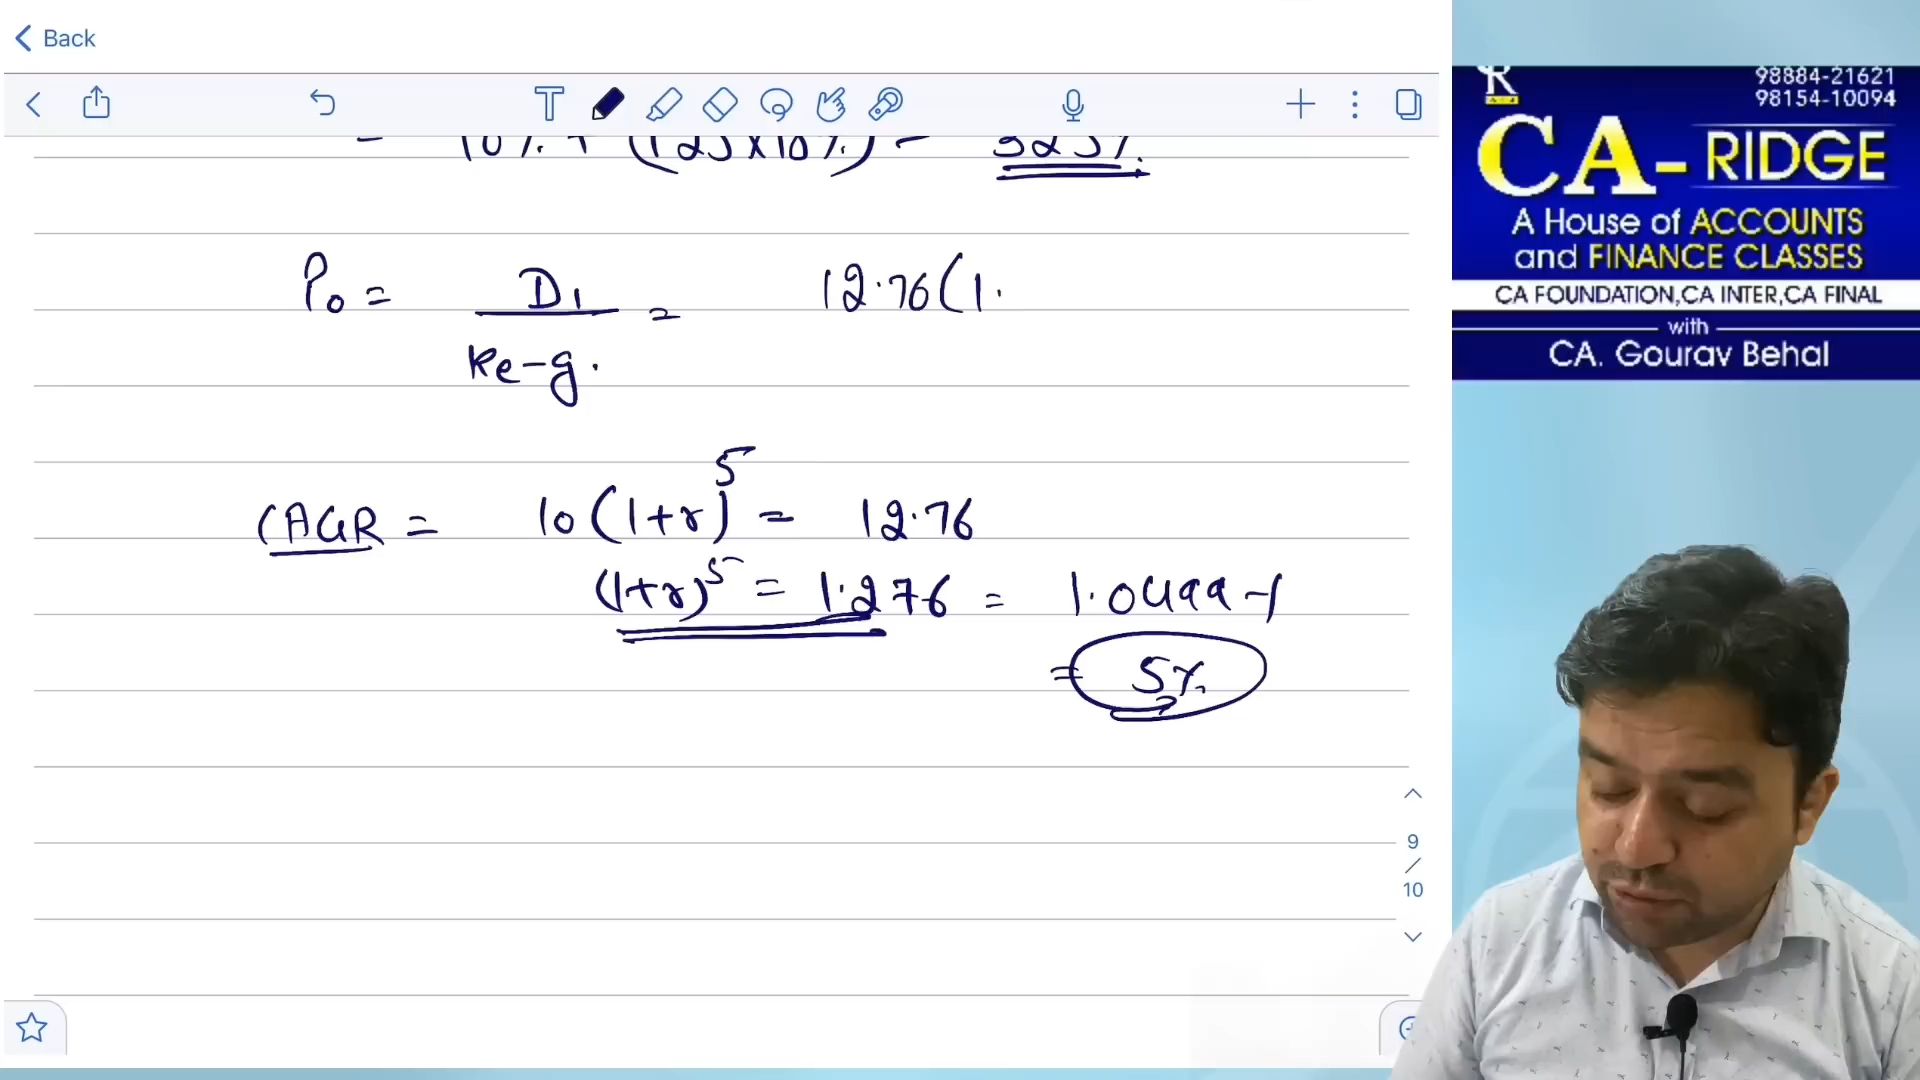 Back
P₀ = D₁ / Ke-g. = 12.76(1.
CAGR = 10(1+r)⁵ = 12.76
(1+r)⁵ = 1.276 = 1.0499-1
= 5%.
9
/
10
R
98884-21621
98154-10094
CA-RIDGE
A House of ACCOUNTS
and FINANCE CLASSES
CA FOUNDATION,CA INTER,CA FINAL
with
CA. Gourav Behal